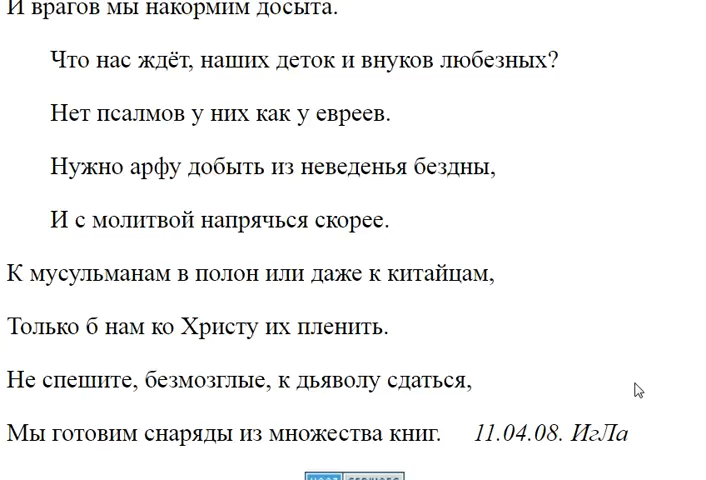 И врагов мы накормим досыта.
Что нас ждёт, наших деток и внуков любезных?
Нет псалмов у них как у евреев.
Нужно арфу добыть из неведенья бездны,
И с молитвой напрячься скорее.
К мусульманам в полон или даже к китайцам,
Только б нам ко Христу их пленить.
Не спешите, безмозглые, к дьяволу сдаться,
Мы готовим снаряды из множества книг. 11.04.08. ИгЛа